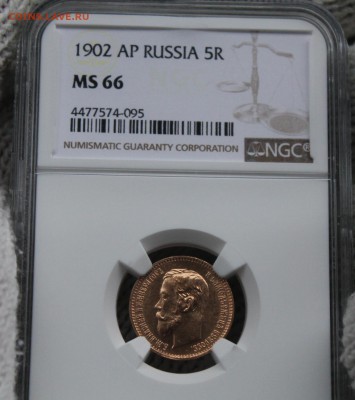 1902 AP RUSSIA 5R
MS 66
4477574-095
NUMISMATIC GUARANTY CORPORATION
NGC®